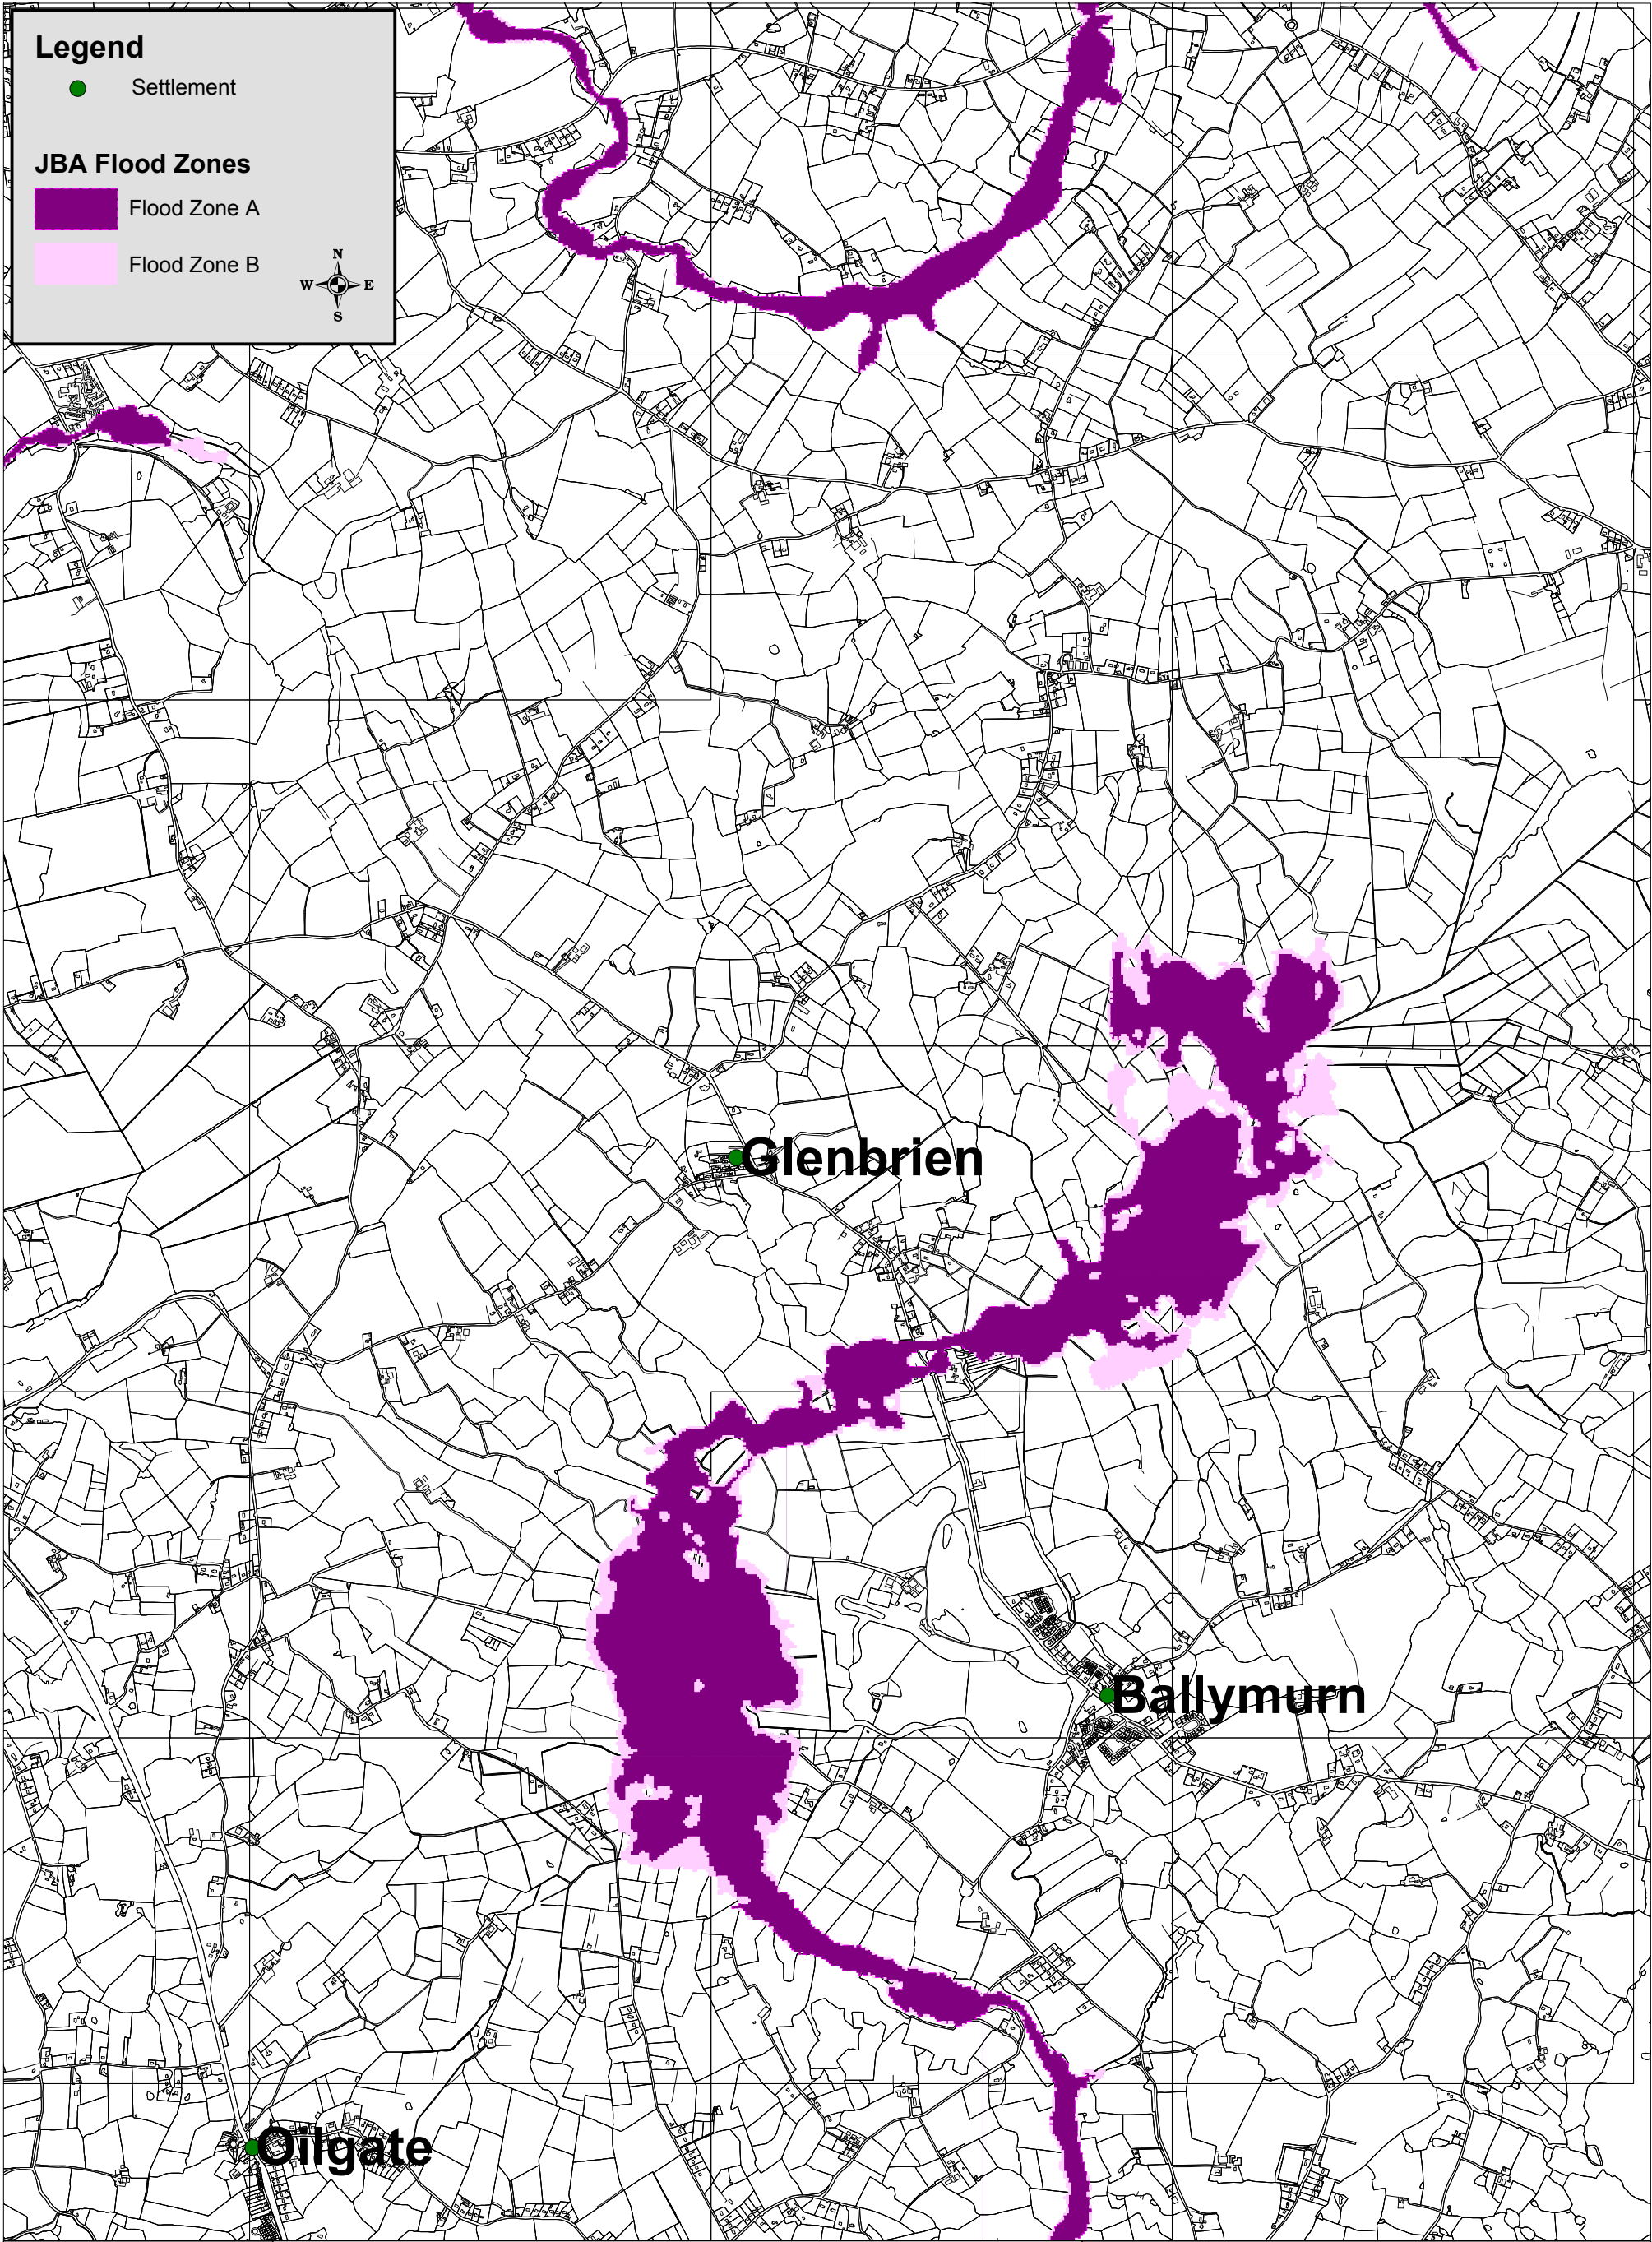 Legend
Settlement
JBA Flood Zones
Flood Zone A
Flood Zone B
N
W E
S
Glenbrien
Ballymurn
Oilgate